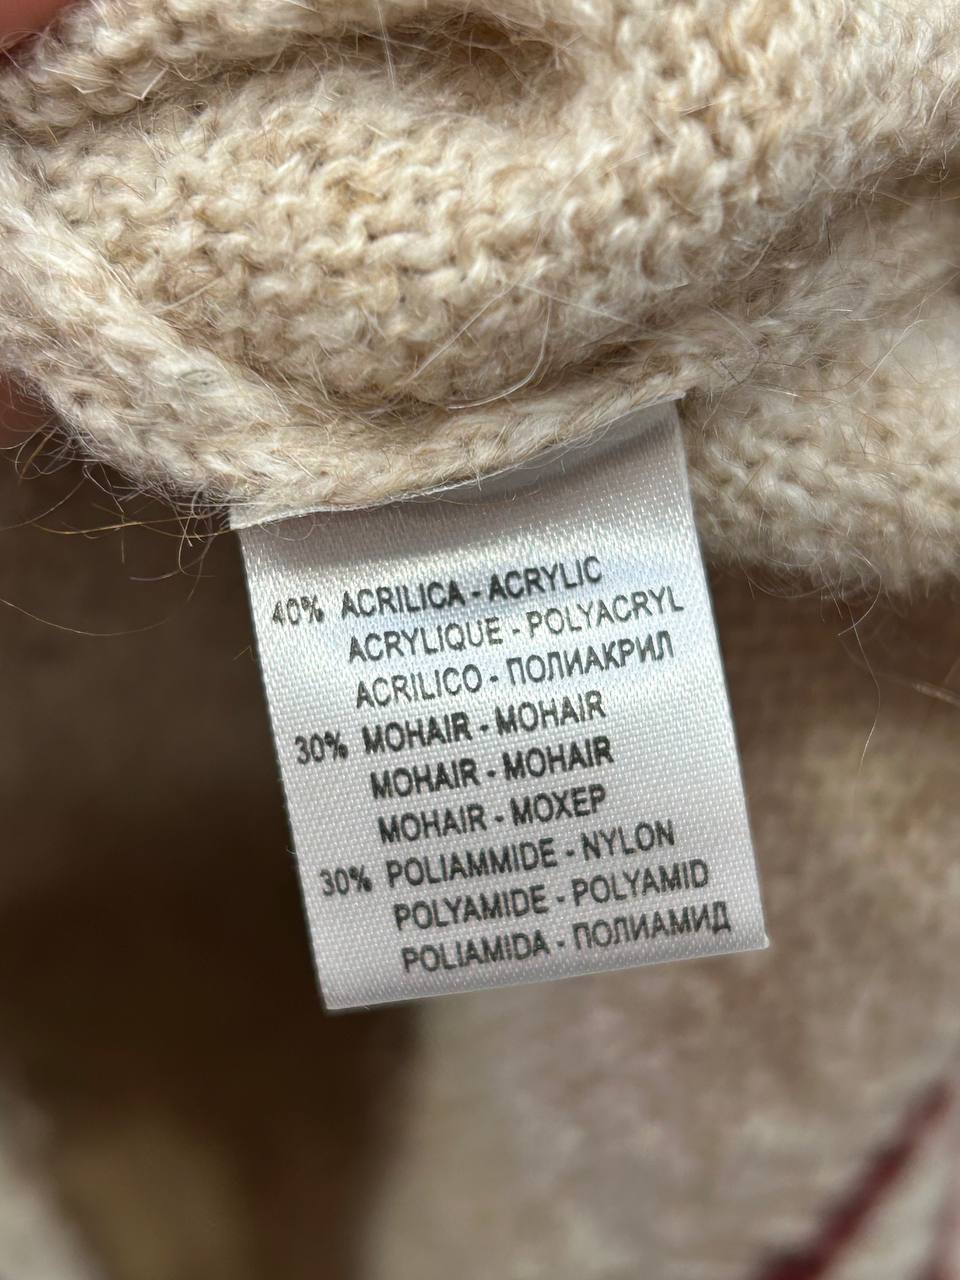 40% ACRILICA - ACRYLIC
ACRYLIQUE - POLYACRYL
ACRILICO - ПОЛИАКРИЛ
30% MOHAIR - MOHAIR
MOHAIR - MOHAIR
MOHAIR - МОХЕР
30% POLIAMMIDE - NYLON
POLYAMIDE - POLYAMID
POLIAMIDA - ПОЛИАМИД